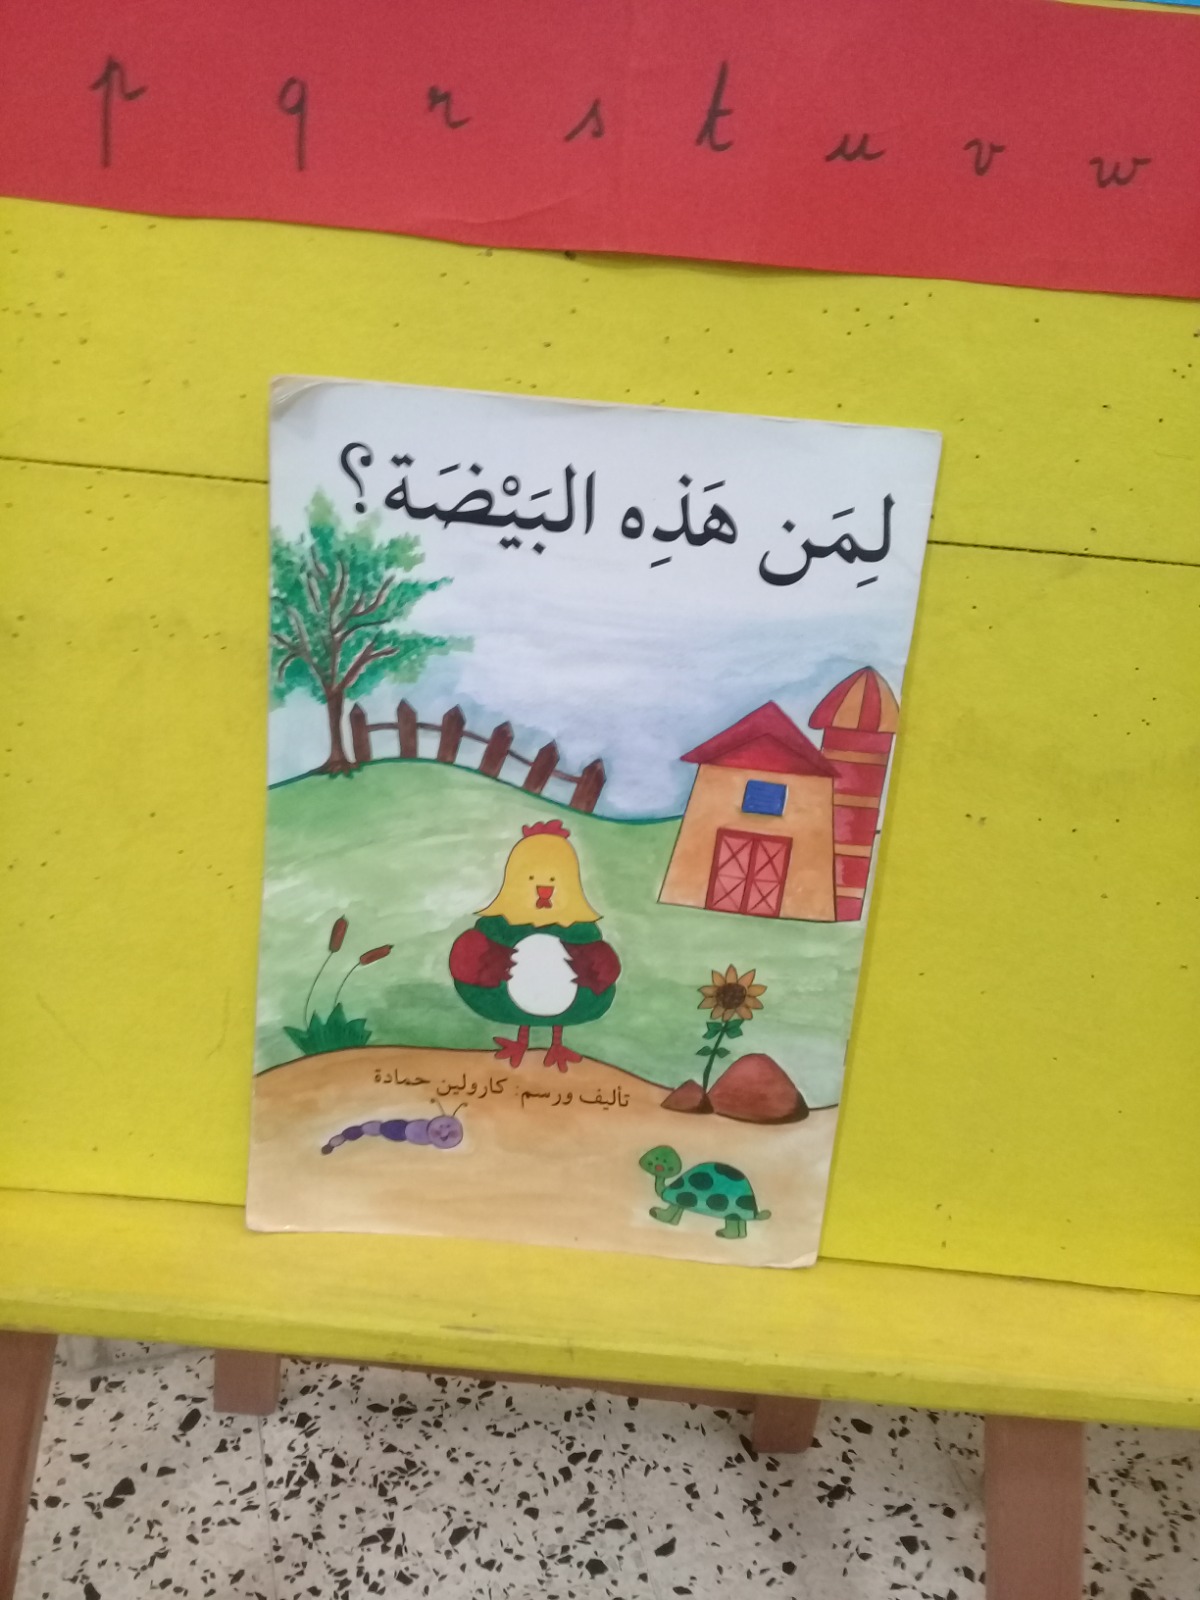 p q r s t u v w
لِمَن هَذِه البَيْضَة؟
تأليف ورسم: كارولين حمادة